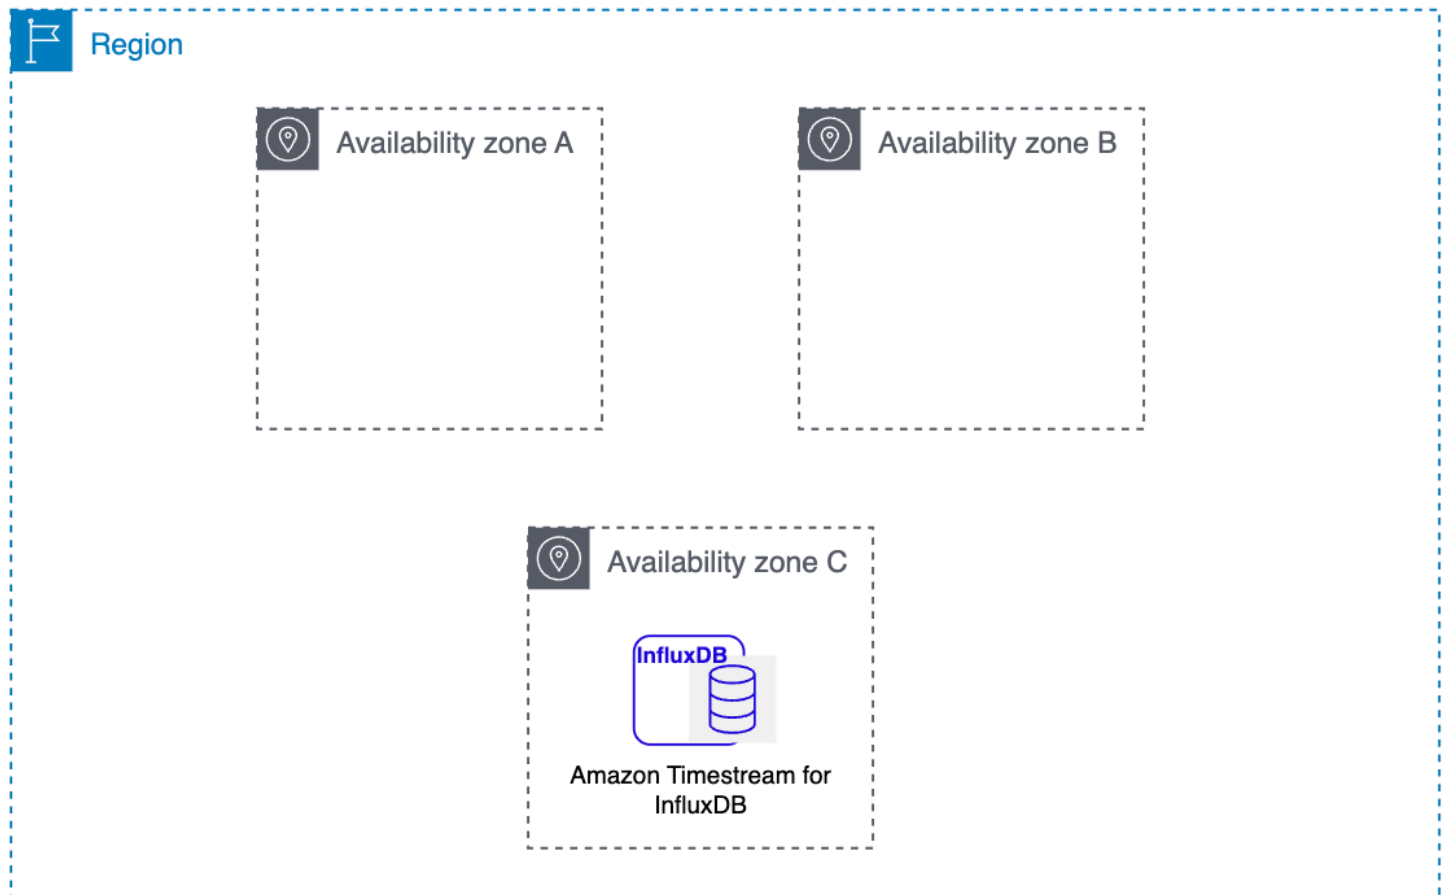 Region
Availability zone A
Availability zone B
Availability zone C
InfluxDB
Amazon Timestream for
InfluxDB